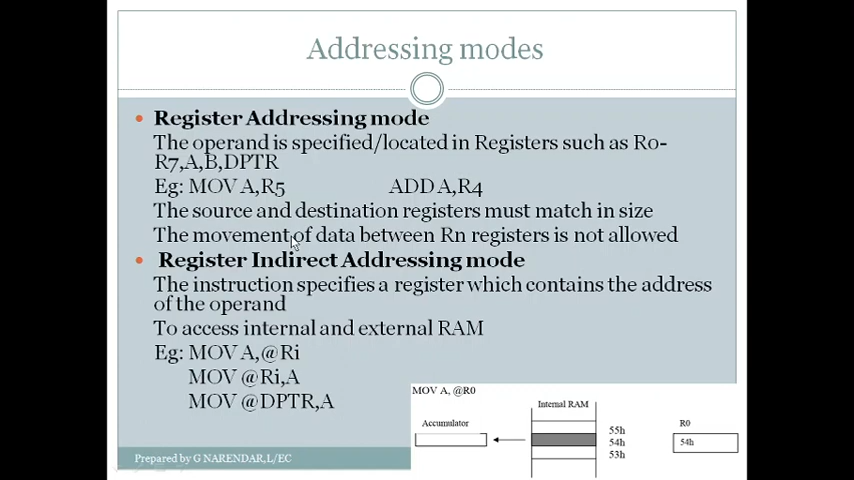 Addressing modes
Register Addressing mode
The operand is specified/located in Registers such as R0-
R7,A,B,DPTR
Eg: MOV A,R5 ADD A,R4
The source and destination registers must match in size
The movement of data between Rn registers is not allowed
Register Indirect Addressing mode
The instruction specifies a register which contains the address
of the operand
To access internal and external RAM
Eg: MOV A,@Ri
MOV @Ri,A
MOV @DPTR,A
MOV A, @R0
Internal RAM
Accumulator
R0
55h
54h
53h
54h
Prepared by G NARENDAR,L/EC